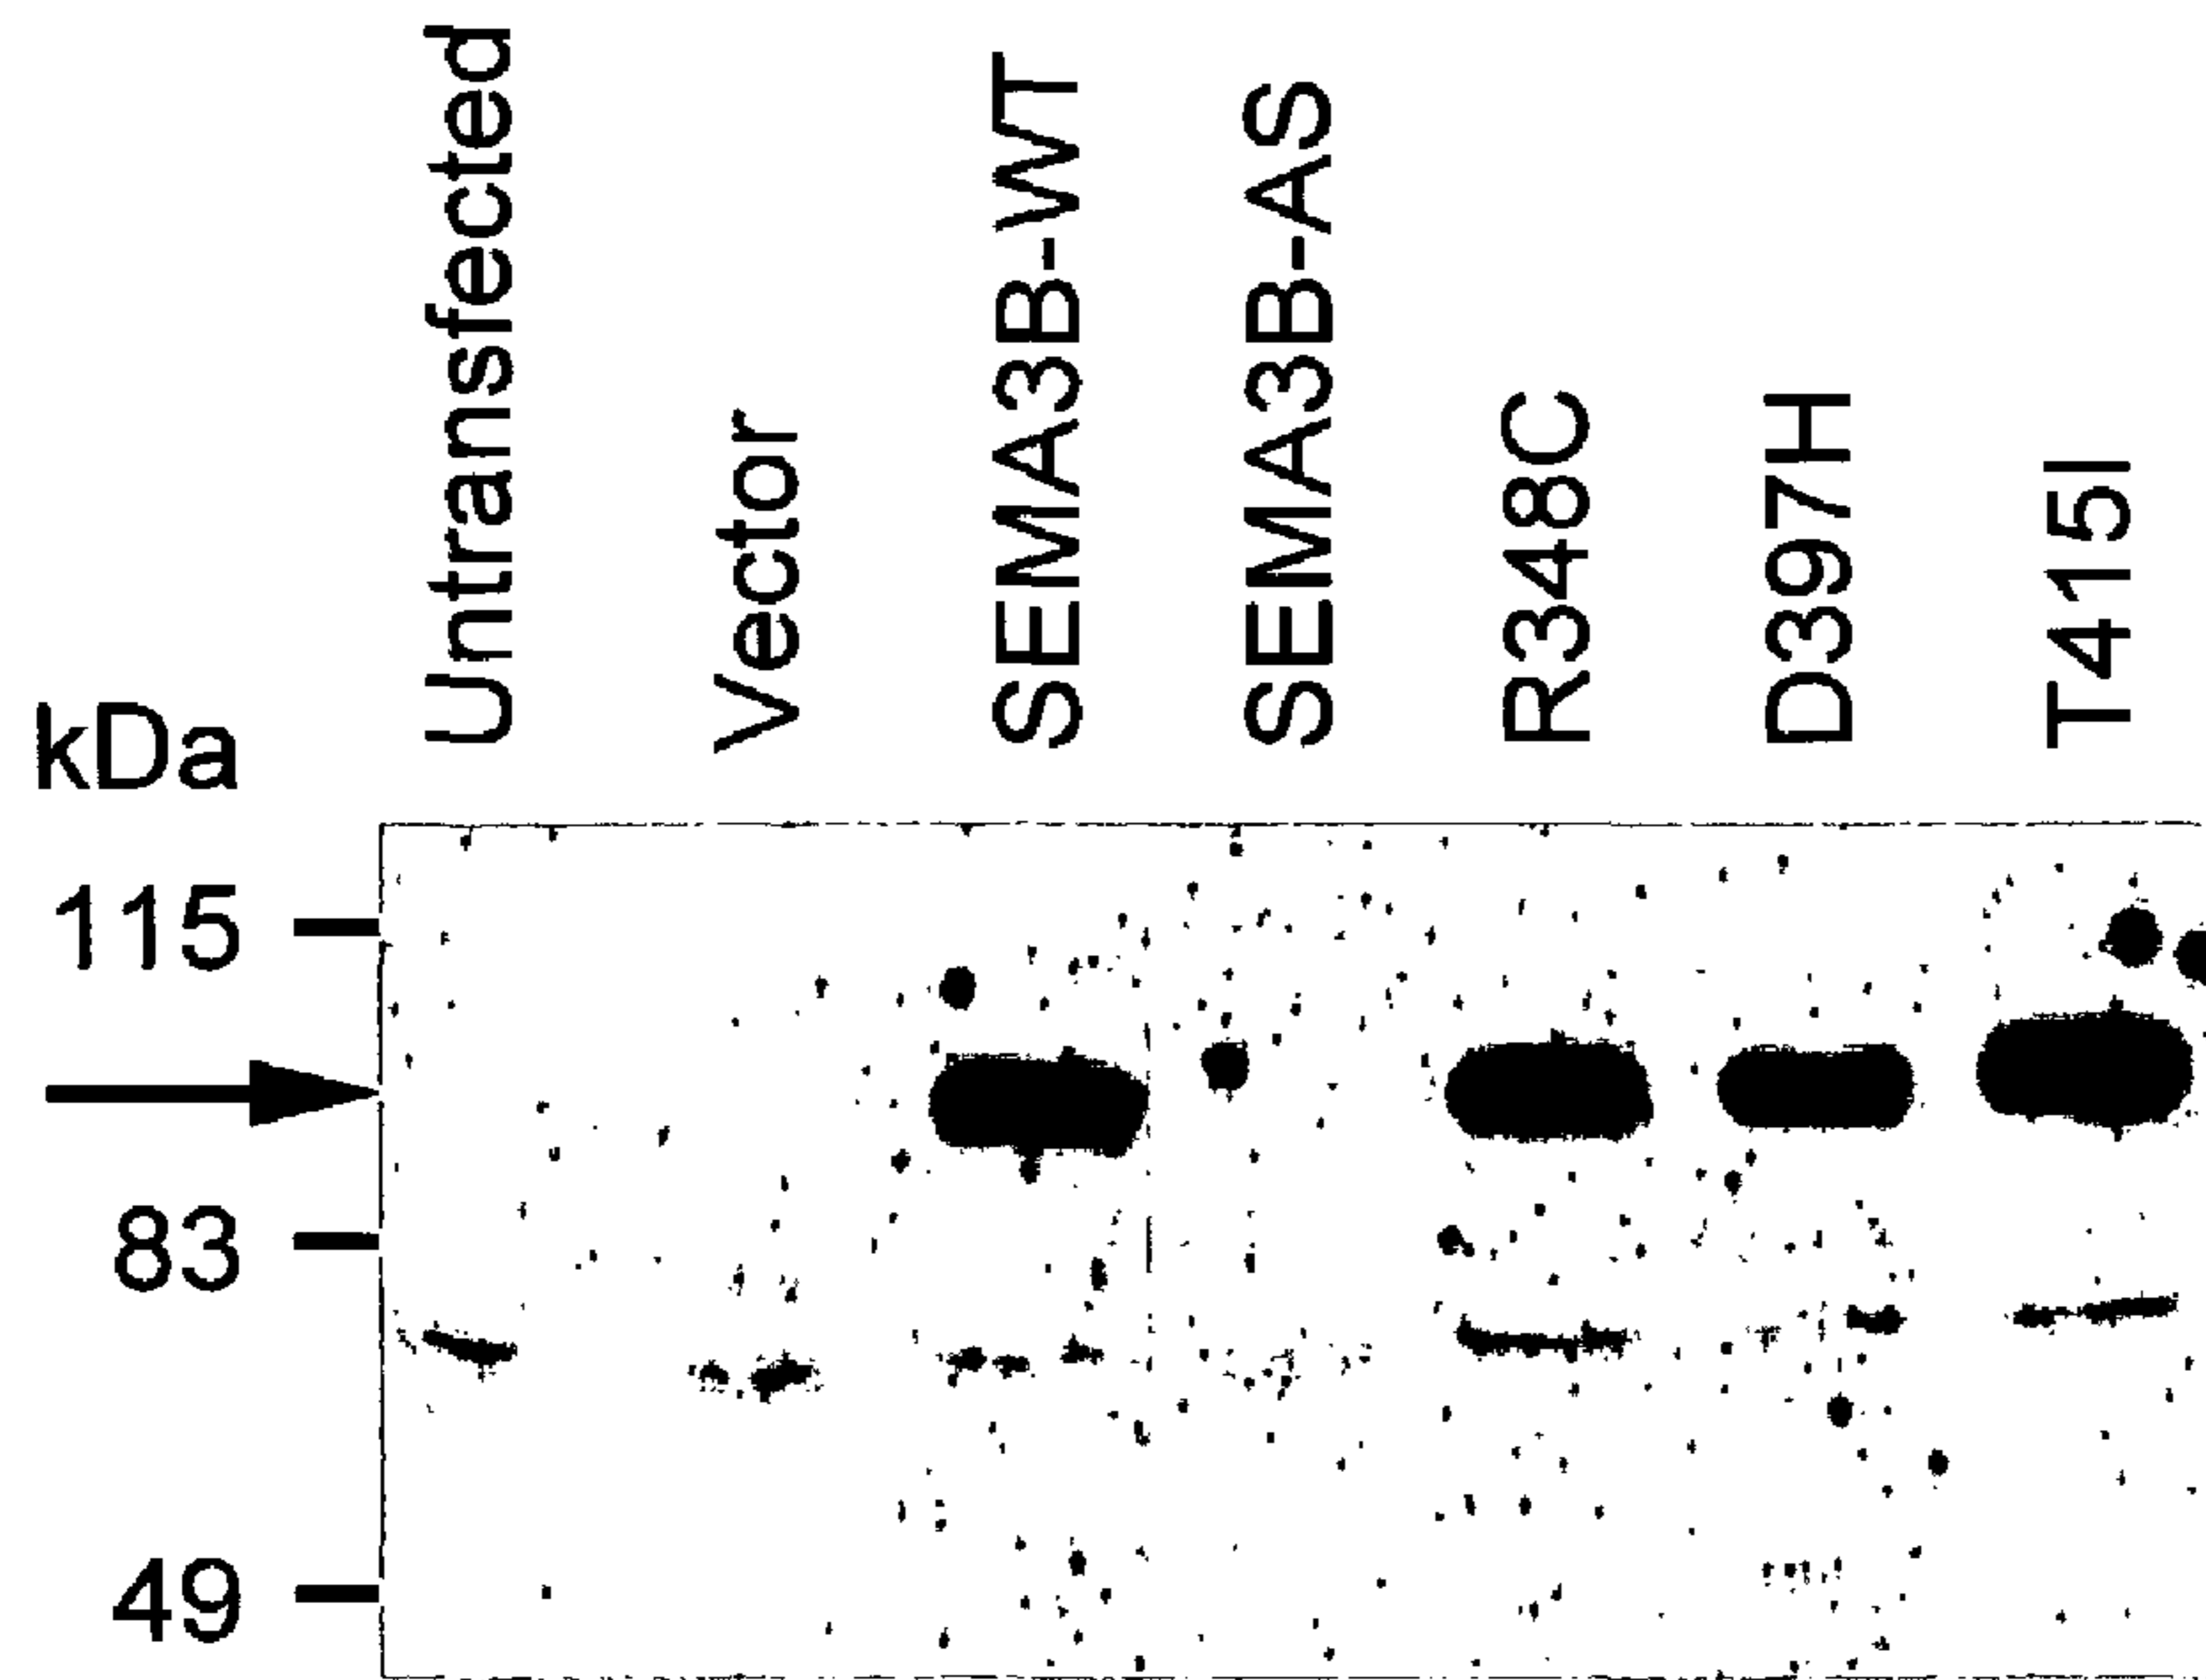 Untransfected
Vector
SEMA3B-WT
SEMA3B-AS
R348C
D397H
T415I
kDa
115
83
49